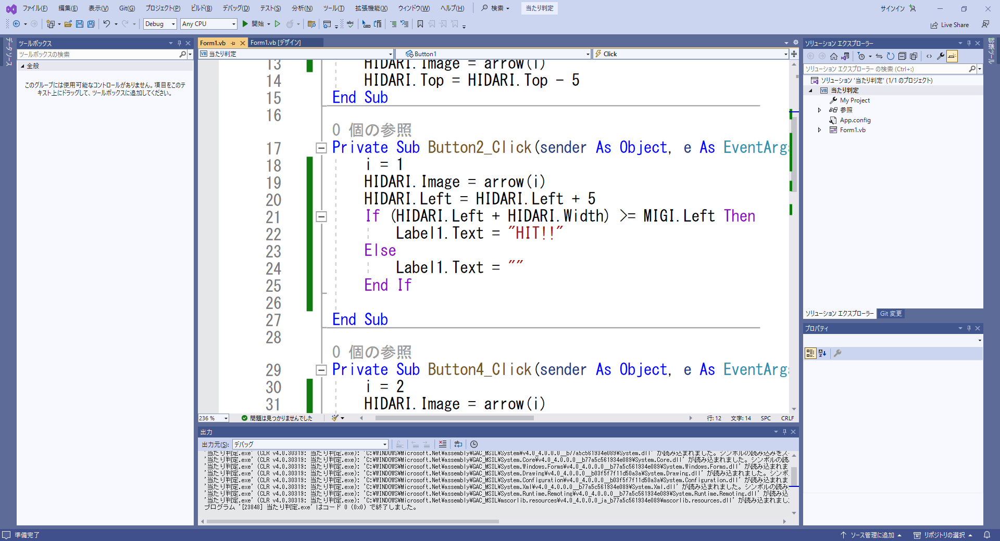 ファイル(F) 編集(E) 表示(V) Git(G) プロジェクト(P) ビルド(B) デバッグ(D) テスト(S) 分析(N) ツール(T) 拡張機能(X) ウィンドウ(W) ヘルプ(H) 検索 当たり判定 サインイン
Debug Any CPU 開始 Live Share
データ ソース
ツールボックス
ツールボックスの検索
全般
このグループには使用可能なコントロールがありません。項目をこのテ
キスト上にドラッグして、ツールボックスに追加してください。
Form1.vb Form1.vb [デザイン]
VB 当たり判定 Button1 Click
13 HIDARI.Image = arrow(i)
14 HIDARI.Top = HIDARI.Top - 5
15 End Sub
16
0 個の参照
17 Private Sub Button2_Click(sender As Object, e As EventArgs
18 i = 1
19 HIDARI.Image = arrow(i)
20 HIDARI.Left = HIDARI.Left + 5
21 If (HIDARI.Left + HIDARI.Width) >= MIGI.Left Then
22 Label1.Text = "HIT!!"
23 Else
24 Label1.Text = ""
25 End If
26
27 End Sub
28
0 個の参照
29 Private Sub Button4_Click(sender As Object, e As EventArgs
30 i = 2
31 HIDARI.Image = arrow(i)
236 % 問題は見つかりませんでした 行: 12 文字: 14 SPC CRLF
出力
出力元(S): デバッグ
'当たり判定.exe' (CLR v4.0.30319: 当たり判定.exe): 'C:¥WINDOWS¥Microsoft.Net¥assembly¥GAC_MSIL¥System¥v4.0_4.0.0.0__b77a5c561934e089¥System.dll' が読み込まれました。シンボルの読み込みをス
'当たり判定.exe' (CLR v4.0.30319: 当たり判定.exe): 'C:¥WINDOWS¥Microsoft.Net¥assembly¥GAC_MSIL¥System.Core¥v4.0_4.0.0.0__b77a5c561934e089¥System.Core.dll' が読み込まれました。シンボルの読
'当たり判定.exe' (CLR v4.0.30319: 当たり判定.exe): 'C:¥WINDOWS¥Microsoft.Net¥assembly¥GAC_MSIL¥System.Windows.Forms¥v4.0_4.0.0.0__b77a5c561934e089¥System.Windows.Forms.dll' が読み込まれま
'当たり判定.exe' (CLR v4.0.30319: 当たり判定.exe): 'C:¥WINDOWS¥Microsoft.Net¥assembly¥GAC_MSIL¥System.Drawing¥v4.0_4.0.0.0__b03f5f7f11d50a3a¥System.Drawing.dll' が読み込まれました。シンボ
'当たり判定.exe' (CLR v4.0.30319: 当たり判定.exe): 'C:¥WINDOWS¥Microsoft.Net¥assembly¥GAC_MSIL¥System.Configuration¥v4.0_4.0.0.0__b03f5f7f11d50a3a¥System.Configuration.dll' が読み込まれま
'当たり判定.exe' (CLR v4.0.30319: 当たり判定.exe): 'C:¥WINDOWS¥Microsoft.Net¥assembly¥GAC_MSIL¥System.Xml¥v4.0_4.0.0.0__b77a5c561934e089¥System.Xml.dll' が読み込まれました。シンボルの読み
'当たり判定.exe' (CLR v4.0.30319: 当たり判定.exe): 'C:¥WINDOWS¥Microsoft.Net¥assembly¥GAC_MSIL¥System.Runtime.Remoting¥v4.0_4.0.0.0__b77a5c561934e089¥System.Runtime.Remoting.dll' が読み込
'当たり判定.exe' (CLR v4.0.30319: 当たり判定.exe): 'C:¥WINDOWS¥Microsoft.Net¥assembly¥GAC_MSIL¥mscorlib.resources¥v4.0_4.0.0.0_ja_b77a5c561934e089¥mscorlib.resources.dll' が読み込まれまし
プログラム '[23848] 当たり判定.exe' はコード 0 (0x0) で終了しました。
ソリューション エクスプローラー
ソリューション エクスプローラー の検索 (Ctrl+:)
ソリューション '当たり判定' (1/1 のプロジェクト)
VB 当たり判定
My Project
参照
App.config
Form1.vb
ソリューション エクスプローラー Git 変更
プロパティ
診断ツール
準備完了 ソース管理に追加 リポジトリの選択